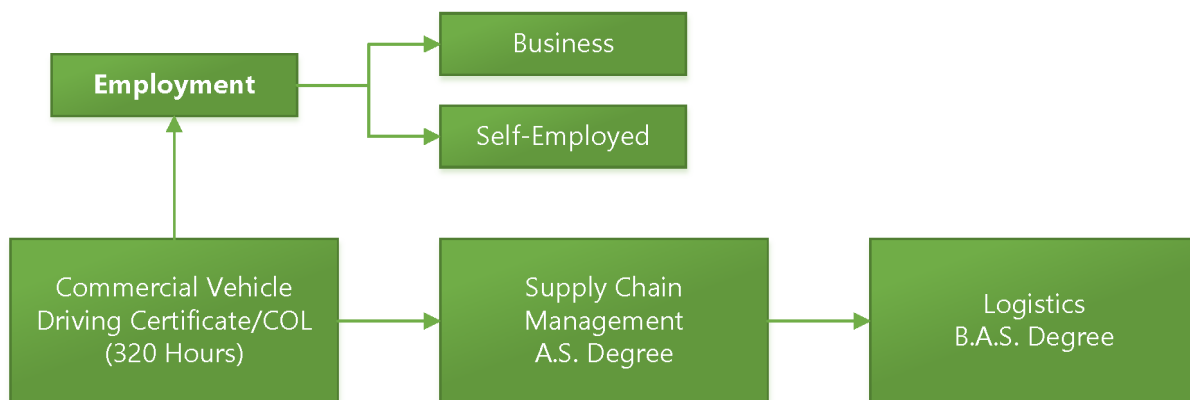 Business
Employment
Self-Employed
Commercial Vehicle
Driving Certificate/COL
(320 Hours)
Supply Chain
Management
A.S. Degree
Logistics
B.A.S. Degree